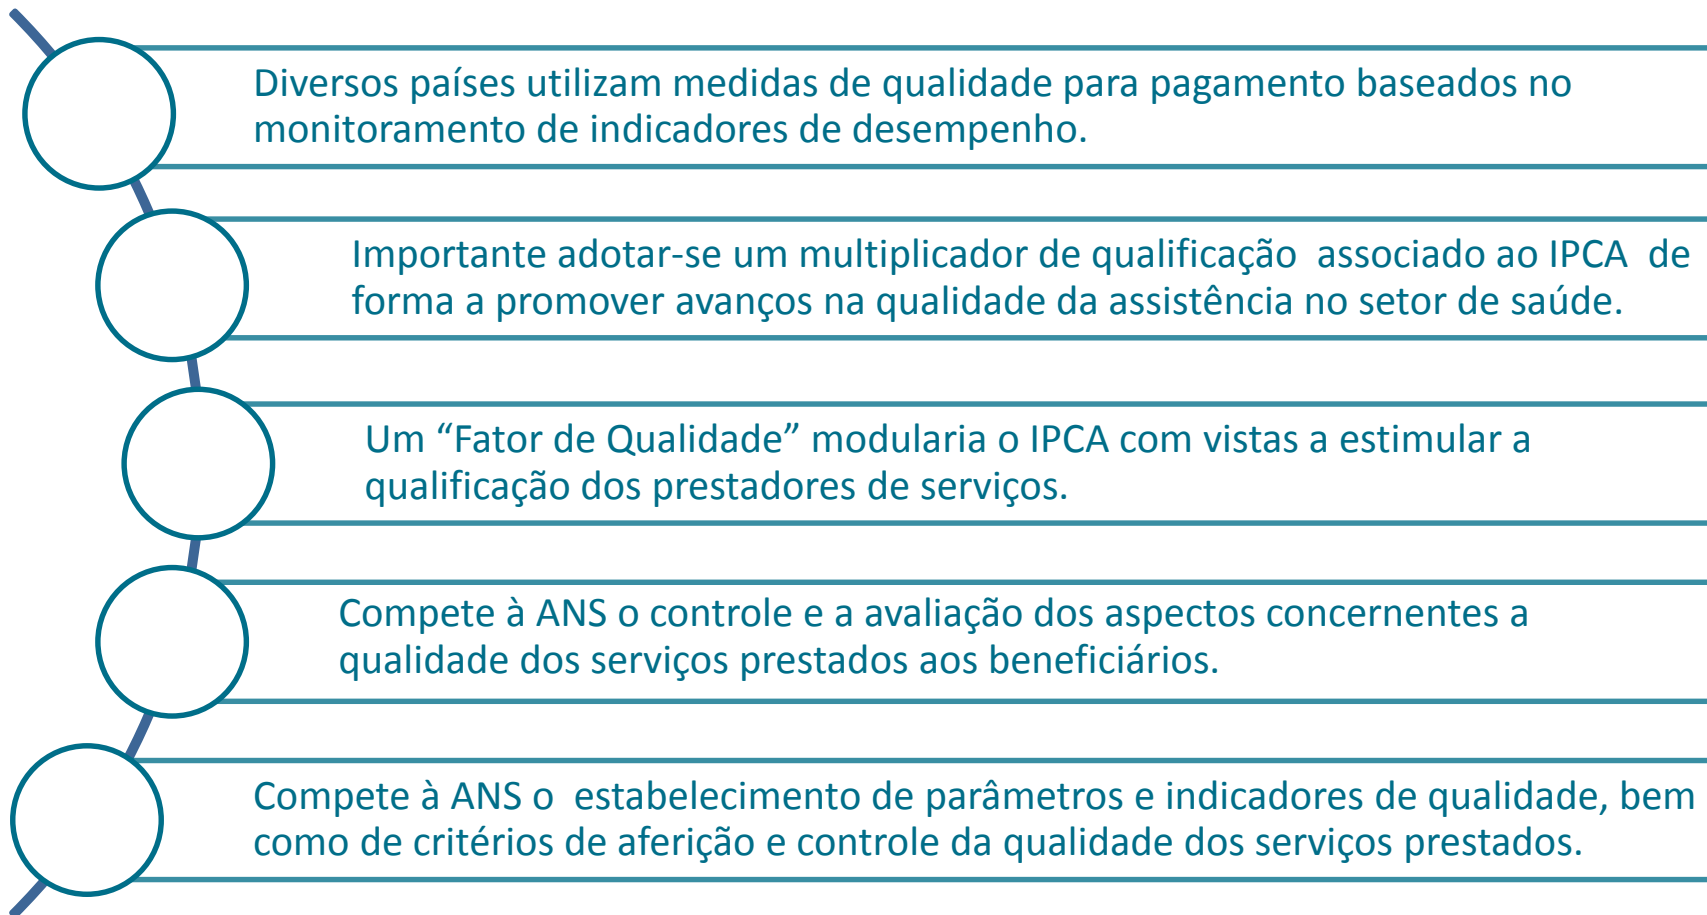 Diversos países utilizam medidas de qualidade para pagamento baseados no
monitoramento de indicadores de desempenho.
Importante adotar-se um multiplicador de qualificação associado ao IPCA de
forma a promover avanços na qualidade da assistência no setor de saúde.
Um “Fator de Qualidade” modularia o IPCA com vistas a estimular a
qualificação dos prestadores de serviços.
Compete à ANS o controle e a avaliação dos aspectos concernentes a
qualidade dos serviços prestados aos beneficiários.
Compete à ANS o estabelecimento de parâmetros e indicadores de qualidade, bem
como de critérios de aferição e controle da qualidade dos serviços prestados.